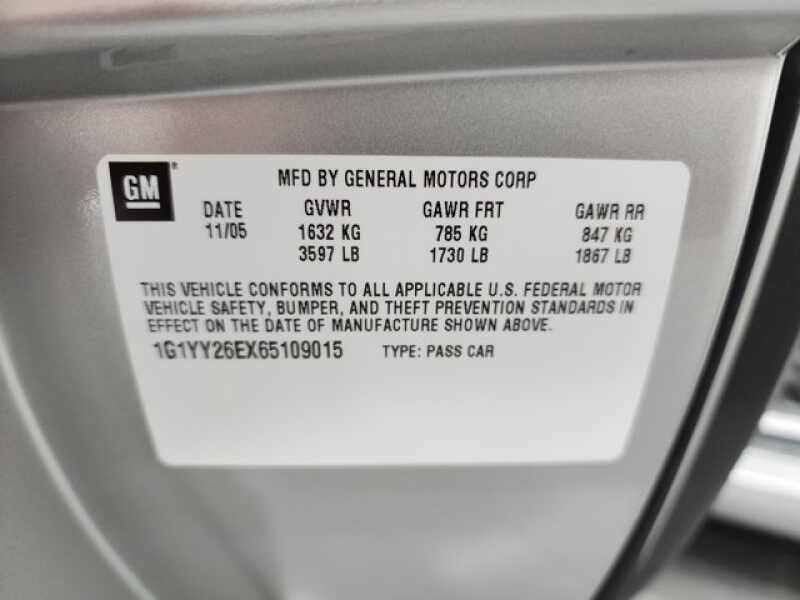 GM
MFD BY GENERAL MOTORS CORP
DATE GVWR GAWR FRT GAWR RR
11/05 1632 KG 785 KG 847 KG
3597 LB 1730 LB 1867 LB
THIS VEHICLE CONFORMS TO ALL APPLICABLE U.S. FEDERAL MOTOR
VEHICLE SAFETY, BUMPER, AND THEFT PREVENTION STANDARDS IN
EFFECT ON THE DATE OF MANUFACTURE SHOWN ABOVE.
1G1YY26EX65109015 TYPE: PASS CAR